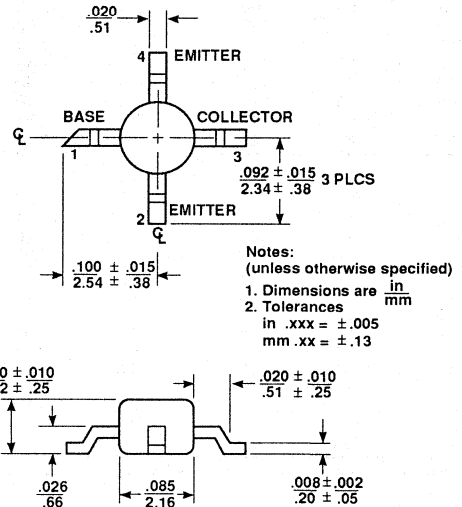 .020
.51
4 EMITTER
BASE
COLLECTOR
℄
1
3
.092 ± .015
2.34 ± .38 3 PLCS
2 EMITTER
℄
.100 ± .015
2.54 ± .38
Notes:
(unless otherwise specified)
1. Dimensions are in
mm
2. Tolerances
in .xxx = ±.005
mm .xx = ±.13
0 ± .010
2 ± .25
.020 ± .010
.51 ± .25
.026
.66
.085
2.16
.008 ± .002
.20 ± .05